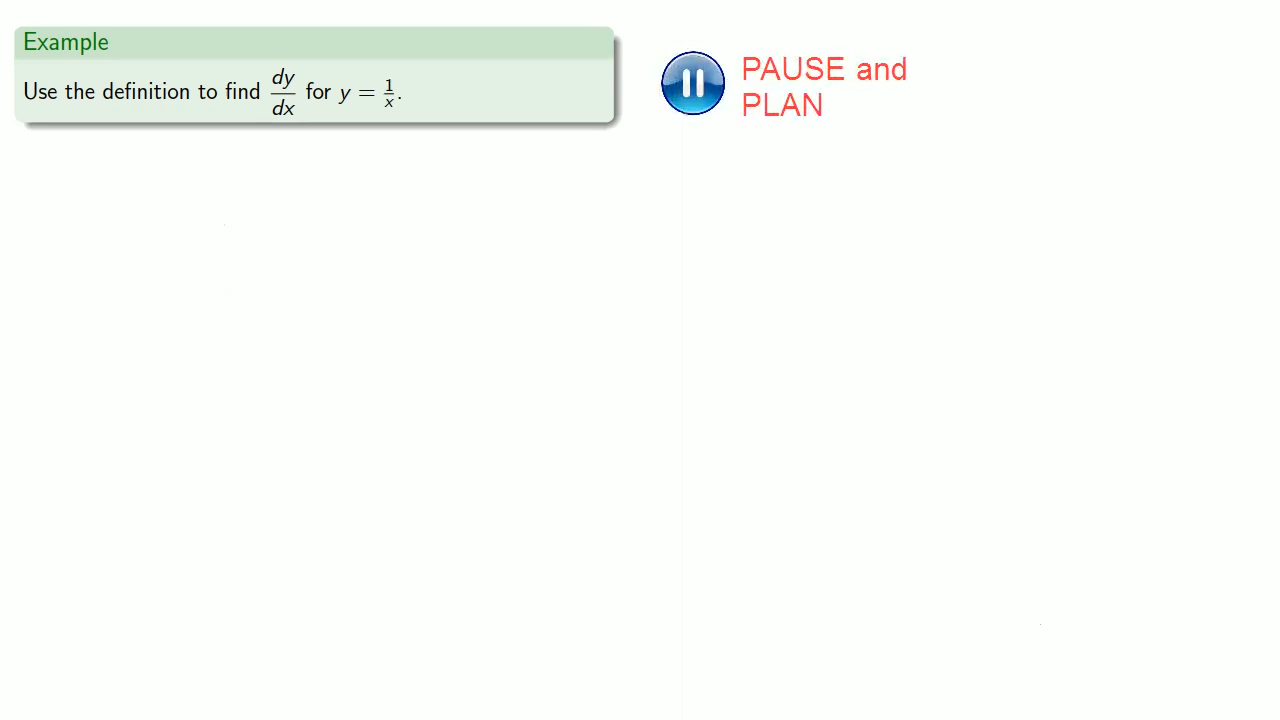 Example
Use the definition to find dy/dx for y = 1/x.
PAUSE and
PLAN